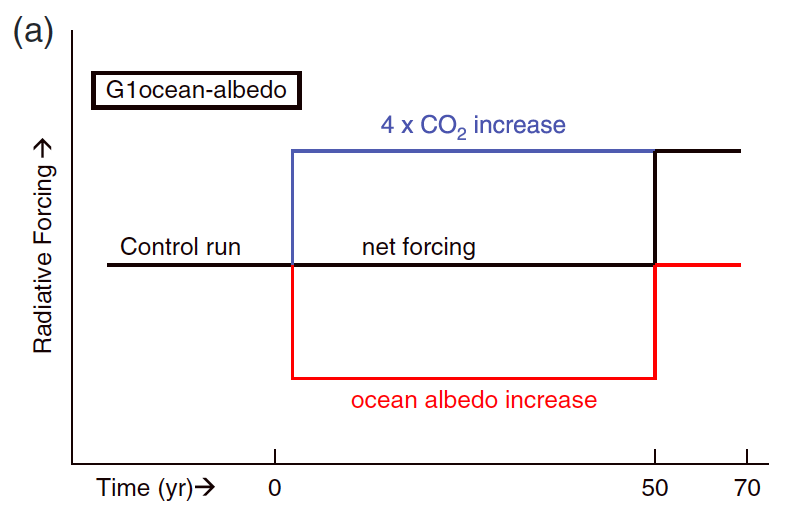 (a)
G1ocean-albedo
4 x CO₂ increase
Radiative Forcing →
Control run
net forcing
ocean albedo increase
Time (yr)→ 0 50 70